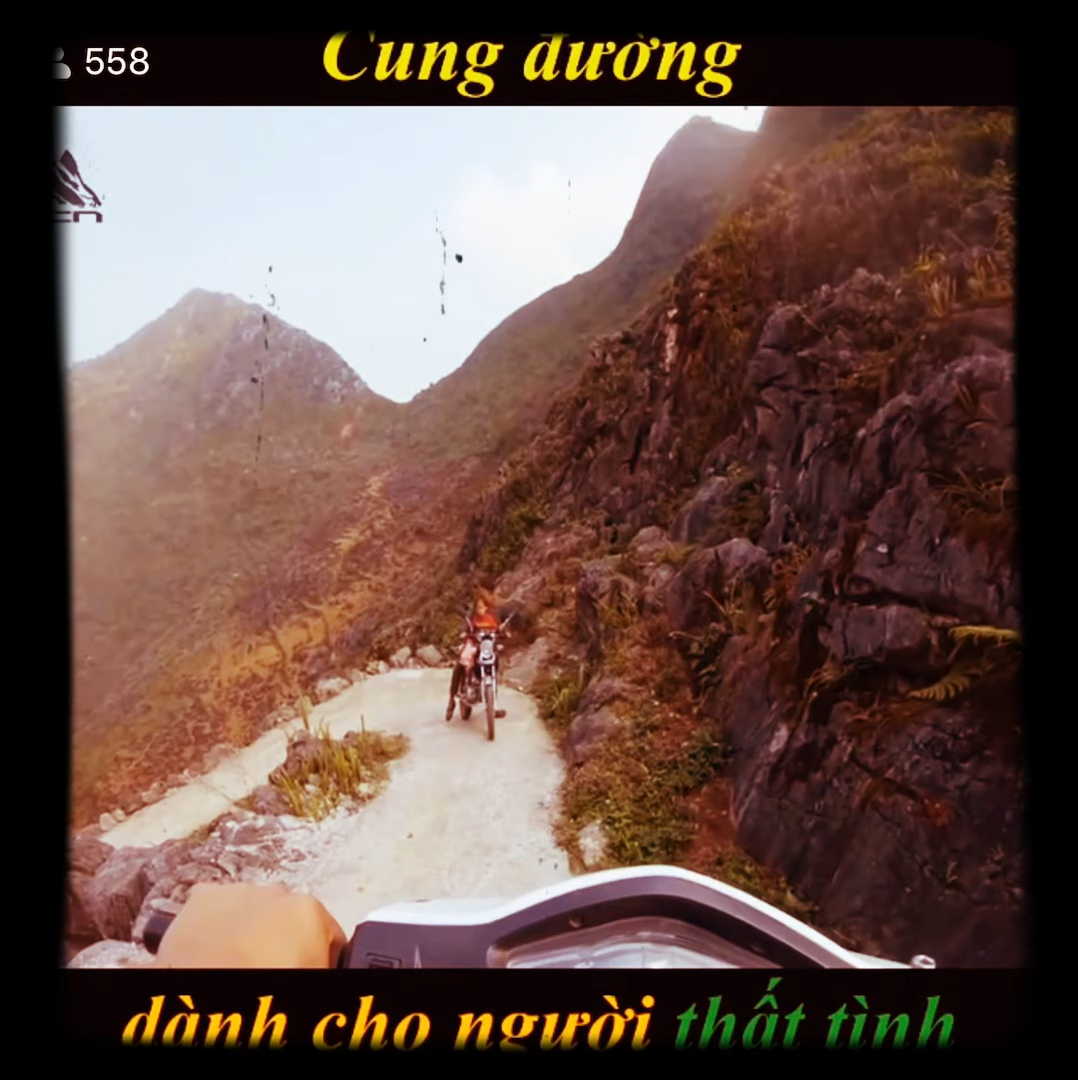 558
Cung đường
dành cho người thất tình